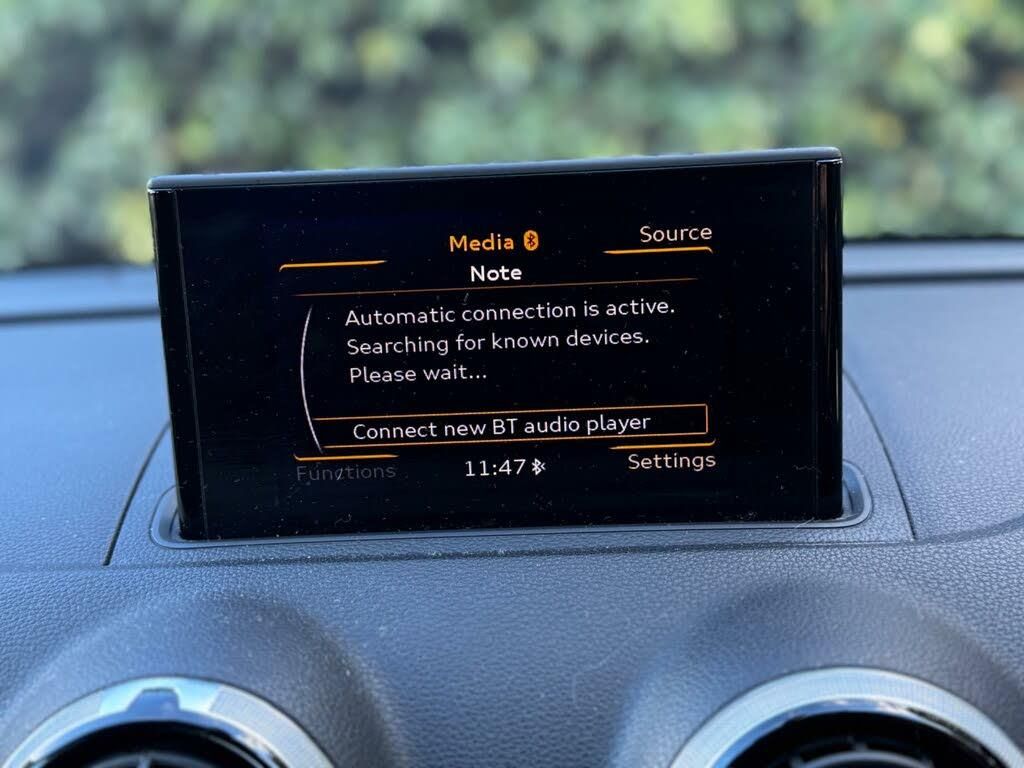 Media
Source
Note
Automatic connection is active.
Searching for known devices.
Please wait...
Connect new BT audio player
Functions
11:47
Settings